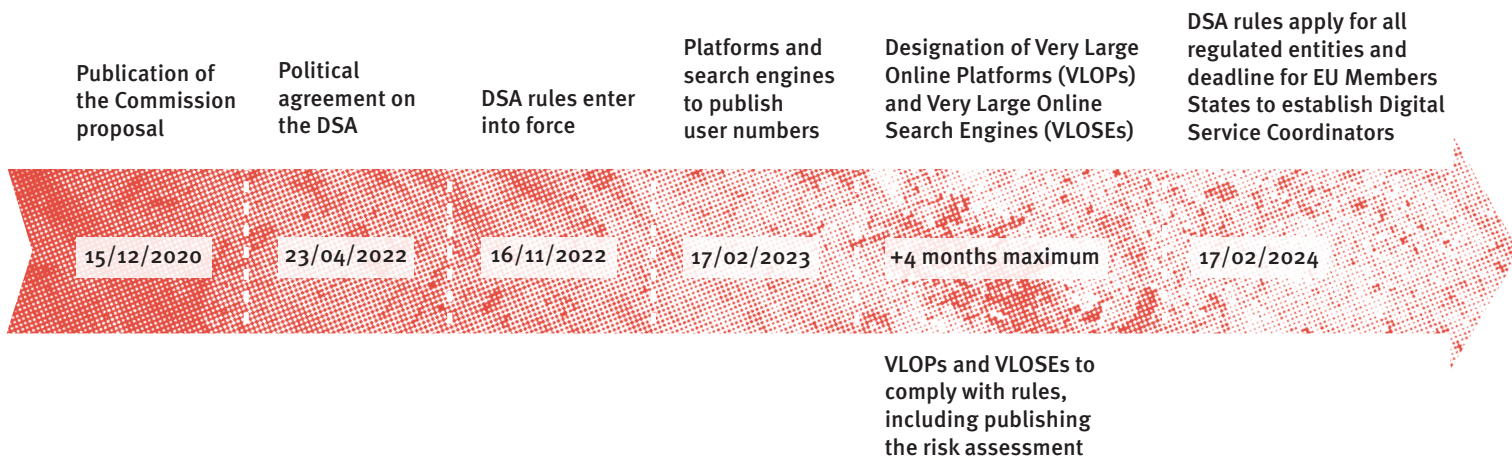 Publication of
the Commission
proposal
15/12/2020
Political
agreement on
the DSA
23/04/2022
DSA rules enter
into force
16/11/2022
Platforms and
search engines
to publish
user numbers
17/02/2023
Designation of Very Large
Online Platforms (VLOPs)
and Very Large Online
Search Engines (VLOSEs)
+4 months maximum
VLOPs and VLOSEs to
comply with rules,
including publishing
the risk assessment
DSA rules apply for all
regulated entities and
deadline for EU Members
States to establish Digital
Service Coordinators
17/02/2024